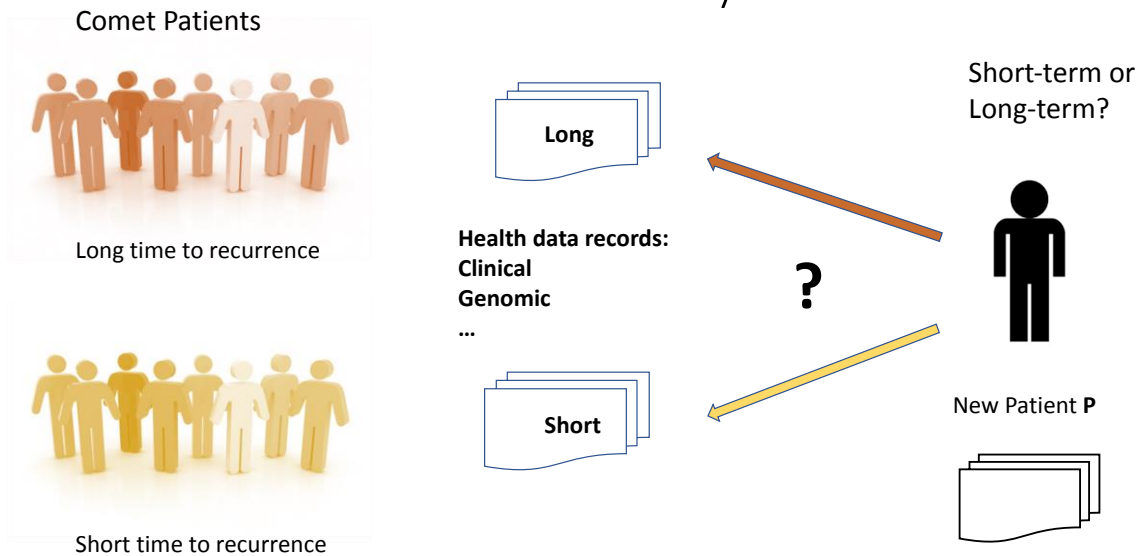 Comet Patients
Long time to recurrence
Short time to recurrence
Long
Health data records:
Clinical
Genomic
...
Short
?
Short-term or
Long-term?
New Patient P